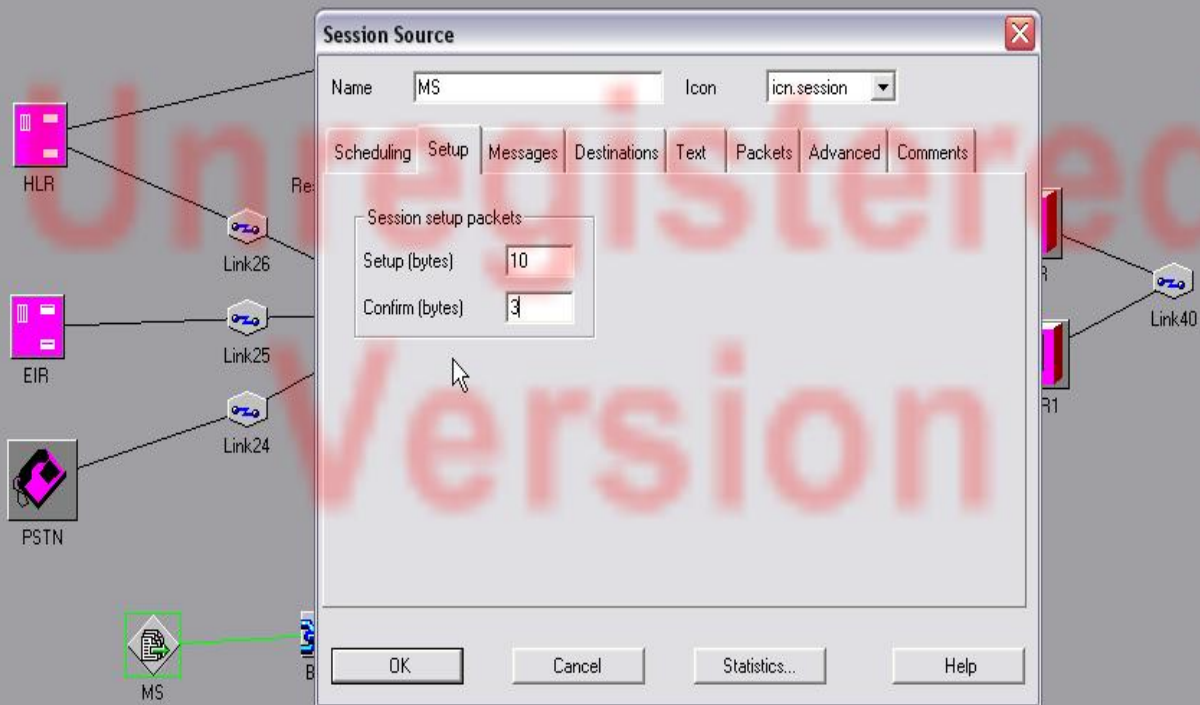 Session Source
Name MS Icon icn.session
Scheduling Setup Messages Destinations Text Packets Advanced Comments
Session setup packets
Setup (bytes) 10
Confirm (bytes) 3
OK Cancel Statistics... Help
HLR
Re
Link26
EIR
Link25
Link24
PSTN
MS
B
R
R1
Link40
Unregistered
Version